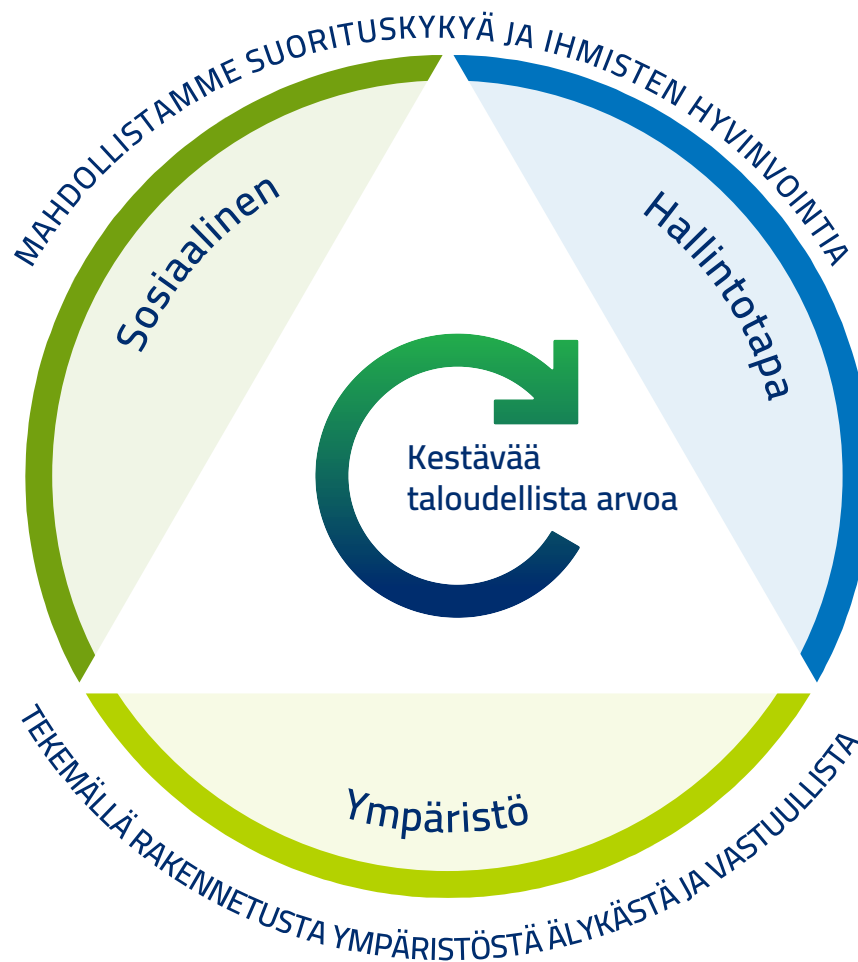 MAHDOLLISTAMME SUORITUSKYKYÄ JA IHMISTEN HYVINVOINTIA
Sosiaalinen
Hallintotapa
Kestävää
taloudellista arvoa
Ympäristö
TEKEMÄLLÄ RAKENNETUSTA YMPÄRISTÖSTÄ ÄLYKÄSTÄ JA VASTUULLISTA